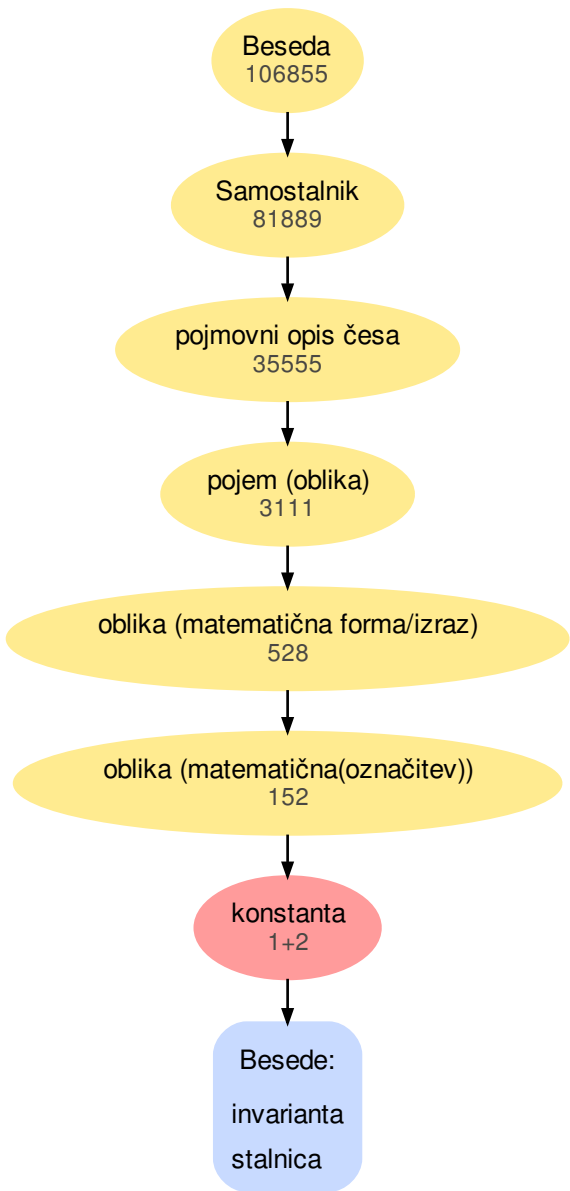 Beseda
106855
Samostalnik
81889
pojmovni opis česa
35555
pojem (oblika)
3111
oblika (matematična forma/izraz)
528
oblika (matematična(označitev))
152
konstanta
1+2
Besede:
invarianta
stalnica